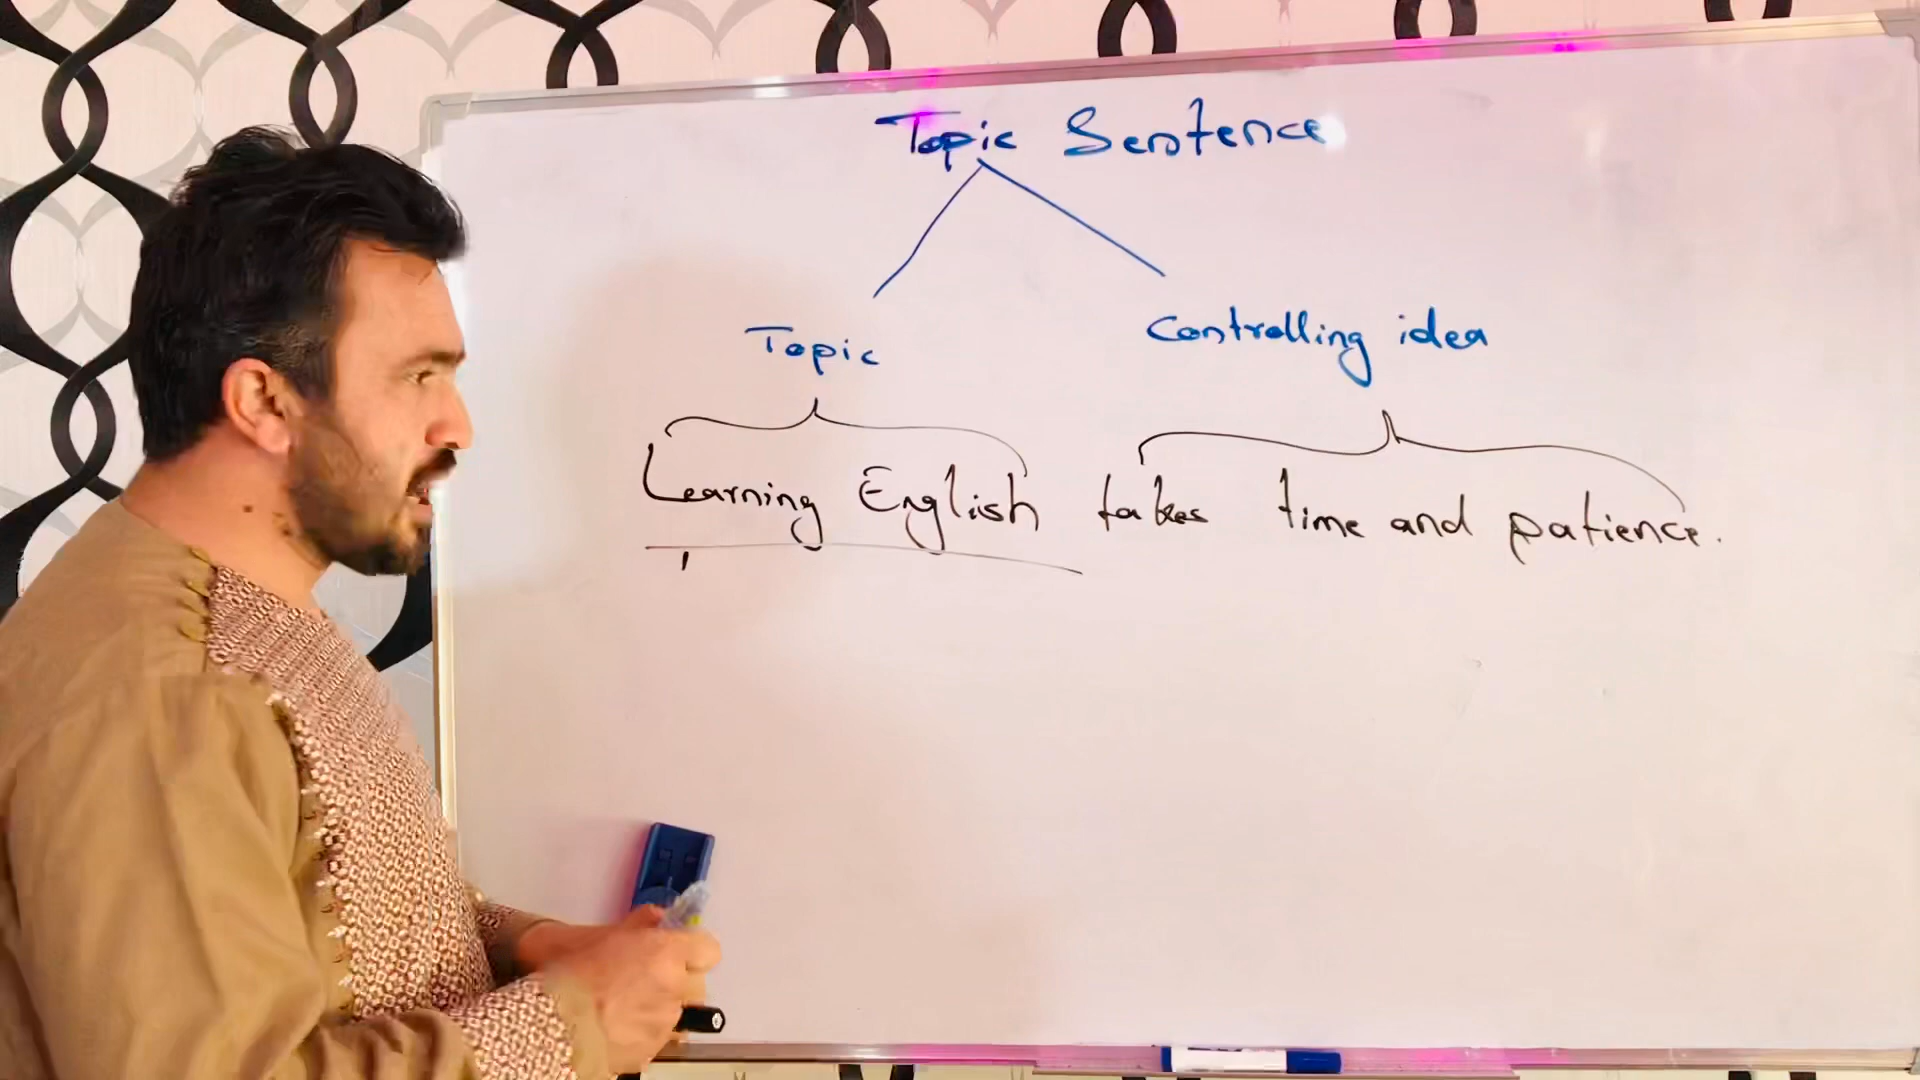 Topic Sentence
Topic Controlling idea
Learning English takes time and patience.